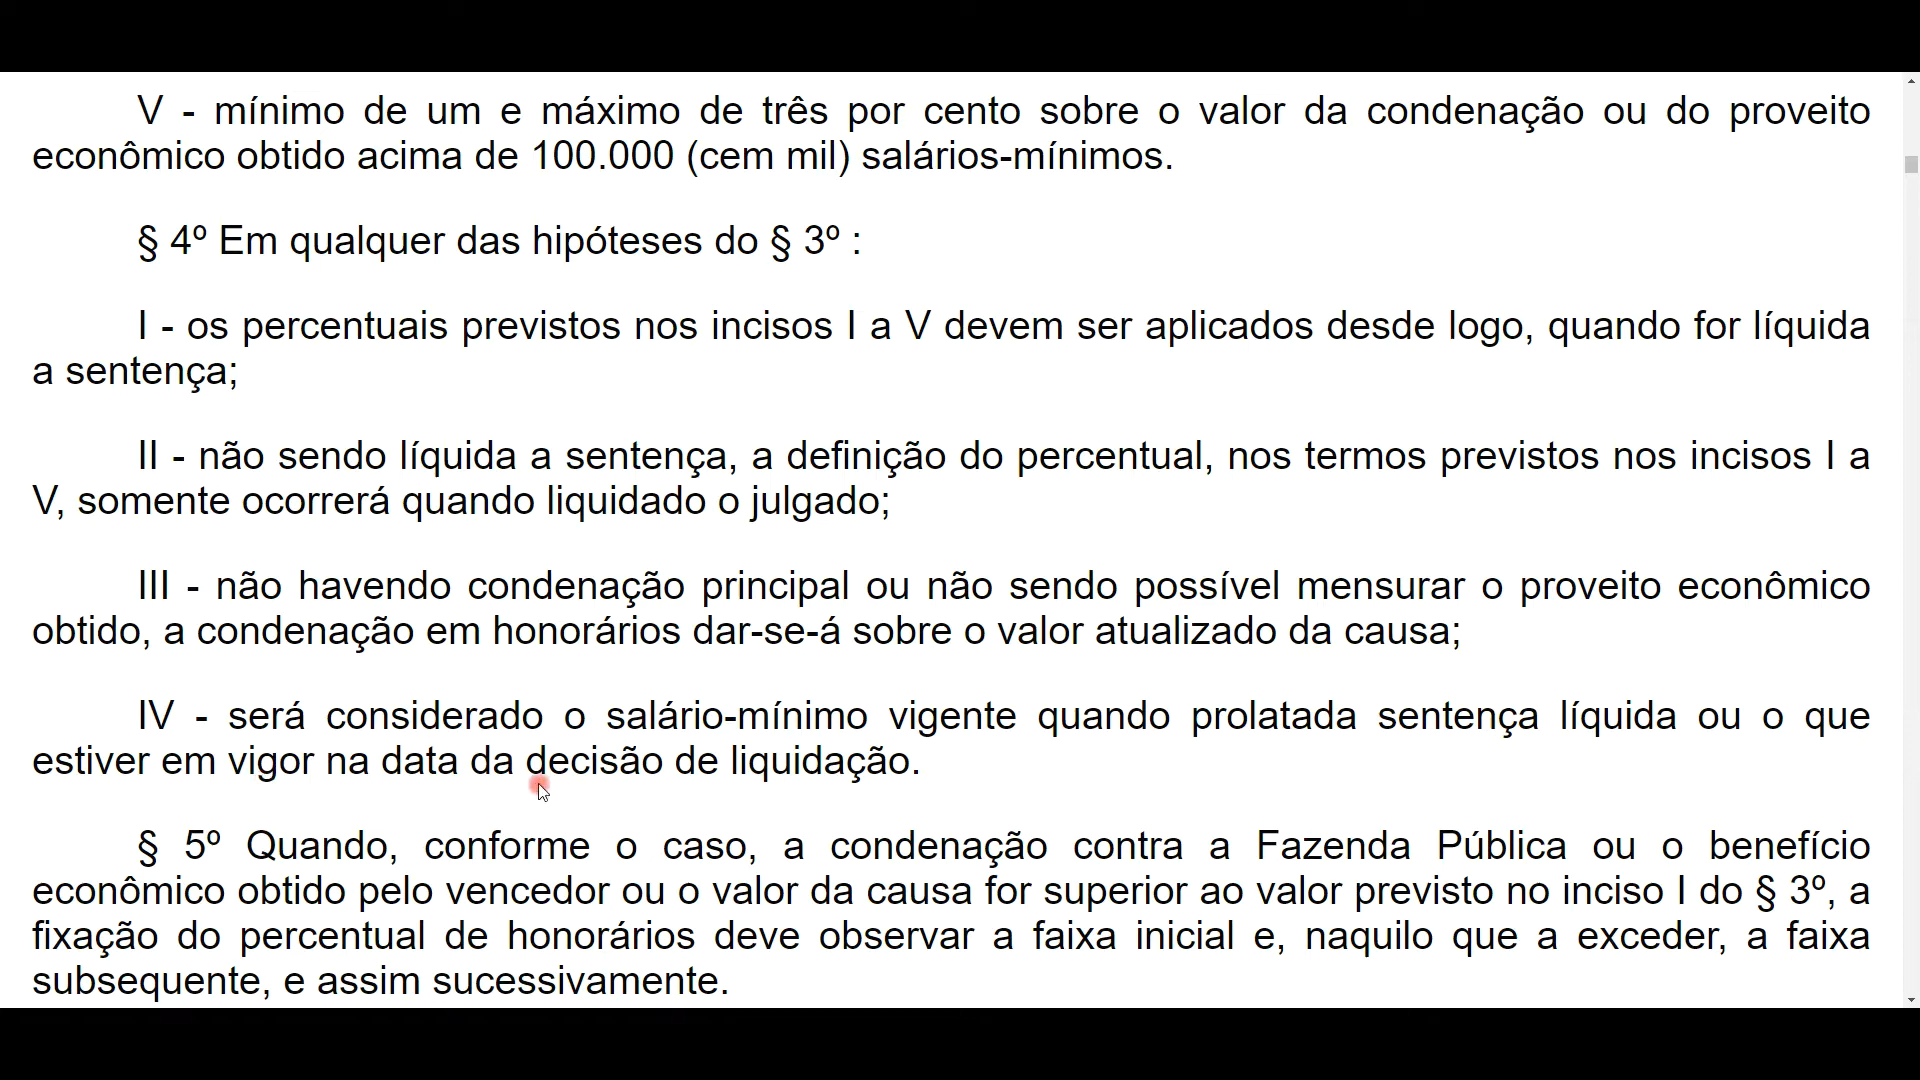 V - mínimo de um e máximo de três por cento sobre o valor da condenação ou do proveito
econômico obtido acima de 100.000 (cem mil) salários-mínimos.
§ 4º Em qualquer das hipóteses do § 3º :
I - os percentuais previstos nos incisos I a V devem ser aplicados desde logo, quando for líquida
a sentença;
II - não sendo líquida a sentença, a definição do percentual, nos termos previstos nos incisos I a
V, somente ocorrerá quando liquidado o julgado;
III - não havendo condenação principal ou não sendo possível mensurar o proveito econômico
obtido, a condenação em honorários dar-se-á sobre o valor atualizado da causa;
IV - será considerado o salário-mínimo vigente quando prolatada sentença líquida ou o que
estiver em vigor na data da decisão de liquidação.
§ 5º Quando, conforme o caso, a condenação contra a Fazenda Pública ou o benefício
econômico obtido pelo vencedor ou o valor da causa for superior ao valor previsto no inciso I do § 3º, a
fixação do percentual de honorários deve observar a faixa inicial e, naquilo que a exceder, a faixa
subsequente, e assim sucessivamente.